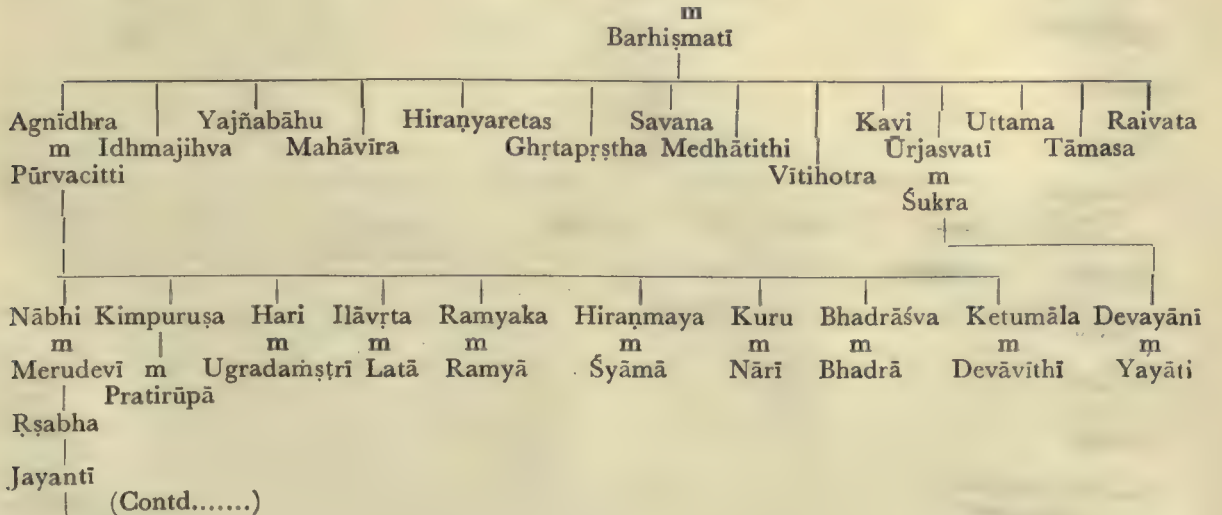 m
Barhiṣmatī
Agnīdhra Yajñabāhu Hiraṇyaretas Savana Kavi Uttama Raivata
m Idhmajihva Mahāvīra Ghṛtapṛṣtha Medhātithi Ūrjasvatī Tāmasa
Pūrvacitti Vītihotra m
Śukra
Nābhi Kimpuruṣa Hari Ilāvṛta Ramyaka Hiraṇmaya Kuru Bhadrāśva Ketumāla Devayānī
m m m m m m m m m
Merudevī m Ugradaṁṣṭrī Latā Ramyā Śyāmā Nārī Bhadrā Devāvīthī Yayāti
Pratirūpā
Ṛṣabha
Jayantī
(Contd.......)